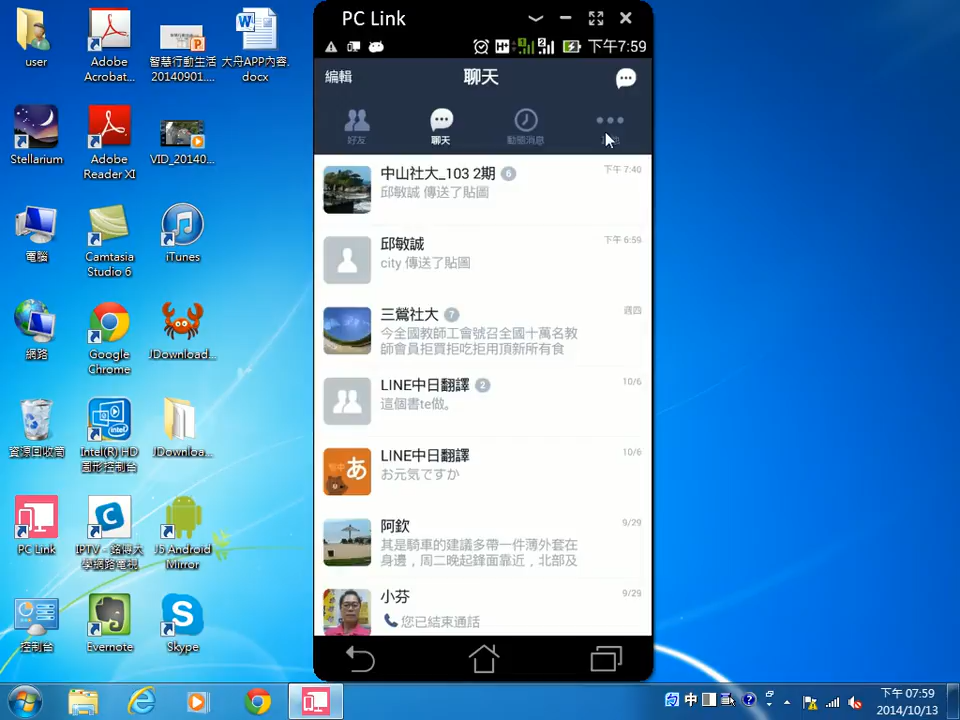 user
Adobe
Acrobat...
智慧行動生活
20140901....
大舟APP內容.
docx
Stellarium
Adobe
Reader XI
VID_20140...
電腦
Camtasia
Studio 6
iTunes
網路
Google
Chrome
JDownload...
資源回收筒
Intel(R) HD
圖形控制台
JDownloa...
PC Link
IPTV - 銘傳大
學網路電視
J5 Android
Mirror
控制台
Evernote
Skype
PC Link
下午7:59
編輯
聊天
好友
聊天
動態消息
中山社大_103 2期
6
下午 7:40
邱敏誠 傳送了貼圖
邱敏誠
下午 6:59
city 傳送了貼圖
三鶯社大
7
週四
今全國教師工會號召全國十萬名教
師會員拒買拒吃拒用頂新所有食
LINE中日翻譯
2
10/6
這個書te做。
LINE中日翻譯
10/6
お元気ですか
あ
阿欽
9/29
其是騎車的建議多帶一件薄外套在
身邊，周二晚起鋒面靠近，北部及
小芬
9/29
您已結束通話
中
下午 07:59
2014/10/13